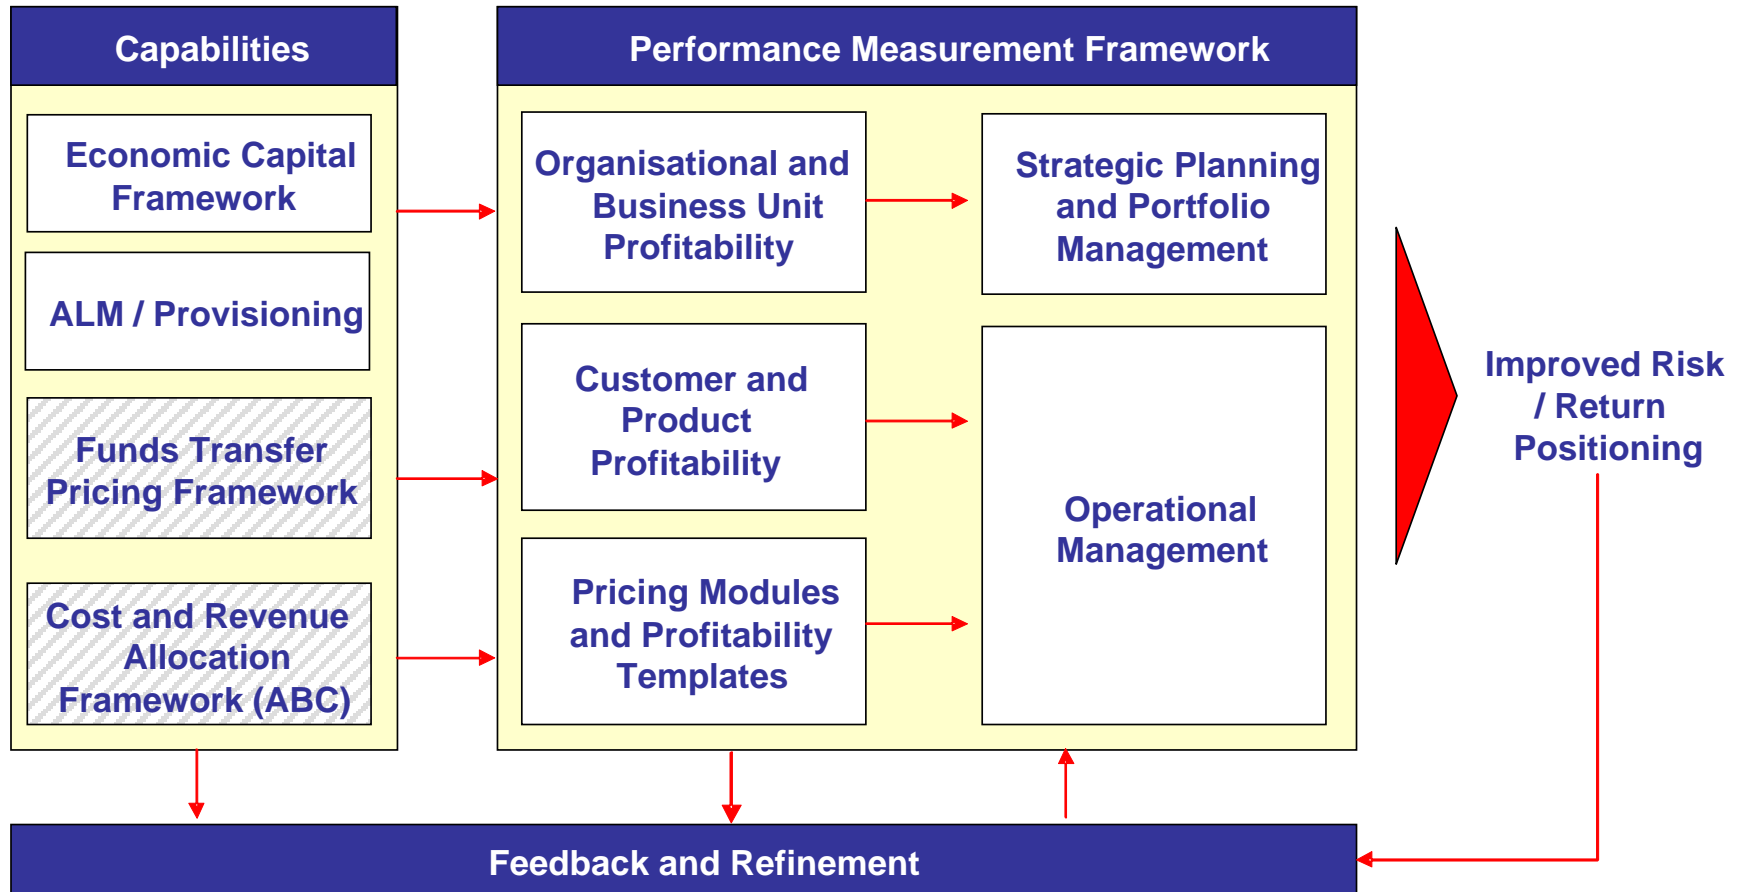 Capabilities
Economic Capital
Framework
ALM / Provisioning
Funds Transfer
Pricing Framework
Cost and Revenue
Allocation
Framework (ABC)
Performance Measurement Framework
Organisational and
Business Unit
Profitability
Strategic Planning
and Portfolio
Management
Customer and
Product
Profitability
Operational
Management
Pricing Modules
and Profitability
Templates
Improved Risk
/ Return
Positioning
Feedback and Refinement